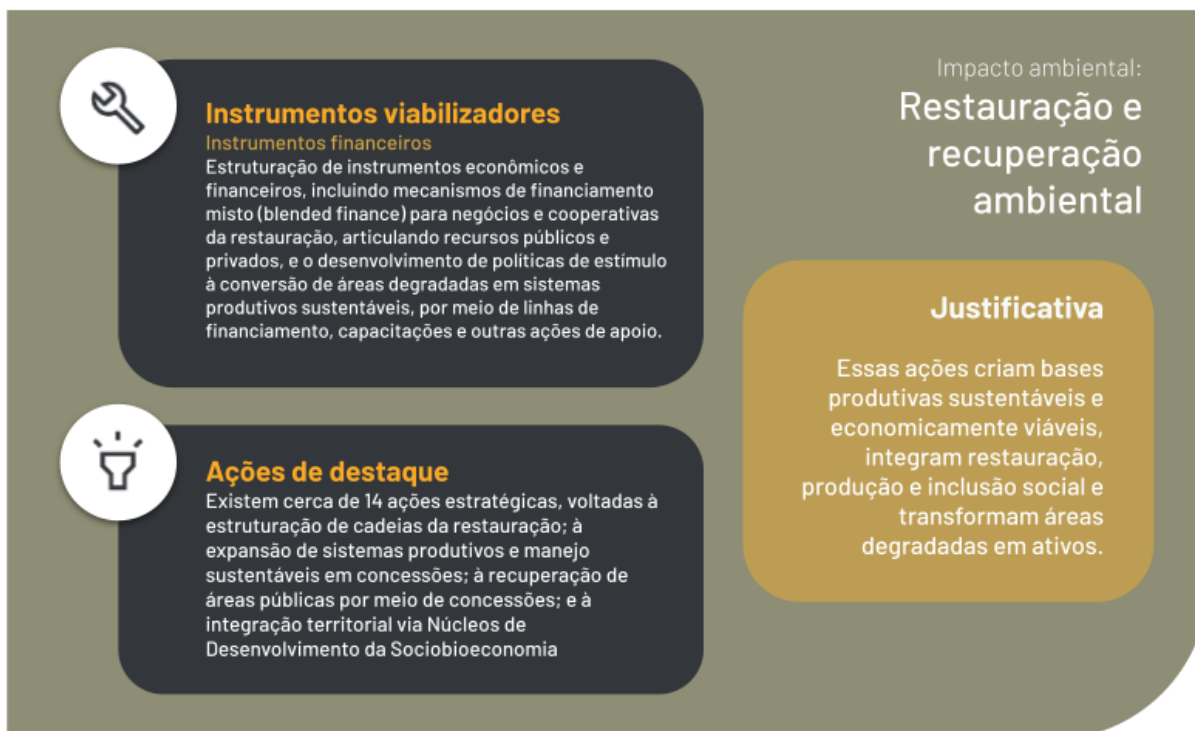 Impacto ambiental:
Restauração e
recuperação
ambiental
Instrumentos viabilizadores
Instrumentos financeiros
Estruturação de instrumentos econômicos e
financeiros, incluindo mecanismos de financiamento
misto (blended finance) para negócios e cooperativas
da restauração, articulando recursos públicos e
privados, e o desenvolvimento de políticas de estímulo
à conversão de áreas degradadas em sistemas
produtivos sustentáveis, por meio de linhas de
financiamento, capacitações e outras ações de apoio.
Ações de destaque
Existem cerca de 14 ações estratégicas, voltadas à
estruturação de cadeias da restauração; à
expansão de sistemas produtivos e manejo
sustentáveis em concessões; à recuperação de
áreas públicas por meio de concessões; e à
integração territorial via Núcleos de
Desenvolvimento da Sociobioeconomia
Justificativa
Essas ações criam bases
produtivas sustentáveis e
economicamente viáveis,
integram restauração,
produção e inclusão social e
transformam áreas
degradadas em ativos.